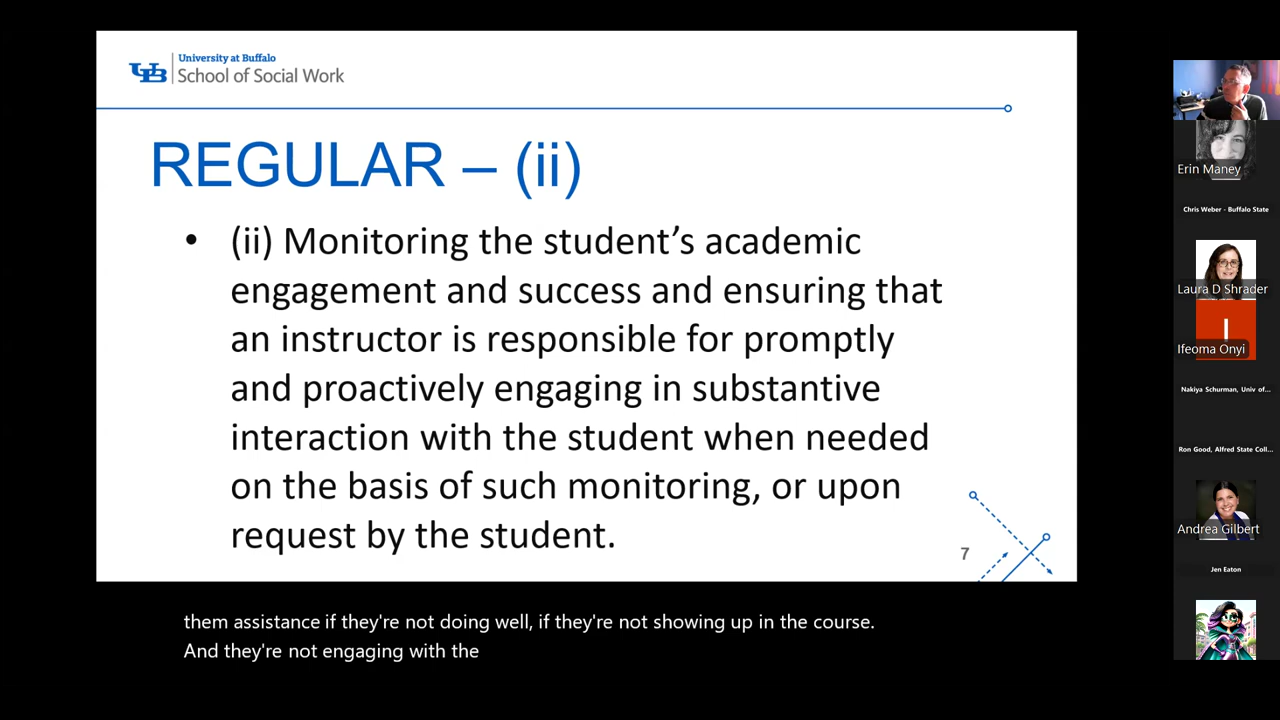 University at Buffalo
UB School of Social Work
REGULAR – (ii)
• (ii) Monitoring the student’s academic
engagement and success and ensuring that
an instructor is responsible for promptly
and proactively engaging in substantive
interaction with the student when needed
on the basis of such monitoring, or upon
request by the student.
7
them assistance if they're not doing well, if they're not showing up in the course.
And they're not engaging with the
Erin Maney
Chris Weber - Buffalo State
Laura D Shrader
I
Ifeoma Onyi
Nakiya Schurman, Univ of...
Ron Good, Alfred State Coll...
Andrea Gilbert
Jen Eaton